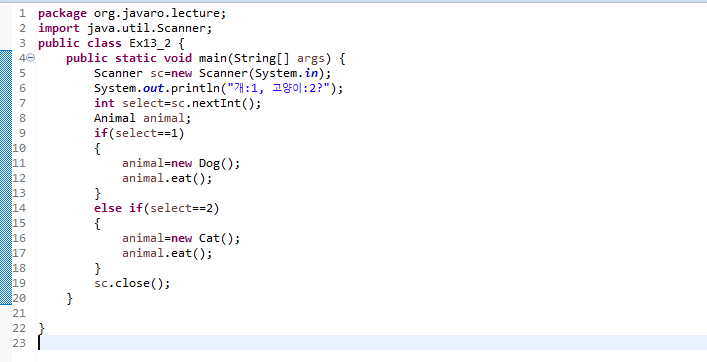 1 package org.javaro.lecture;
2 import java.util.Scanner;
3 public class Ex13_2 {
4 public static void main(String[] args) {
5 Scanner sc=new Scanner(System.in);
6 System.out.println("개:1, 고양이:2?");
7 int select=sc.nextInt();
8 Animal animal;
9 if(select==1)
10 {
11 animal=new Dog();
12 animal.eat();
13 }
14 else if(select==2)
15 {
16 animal=new Cat();
17 animal.eat();
18 }
19 sc.close();
20 }
21
22 }
23